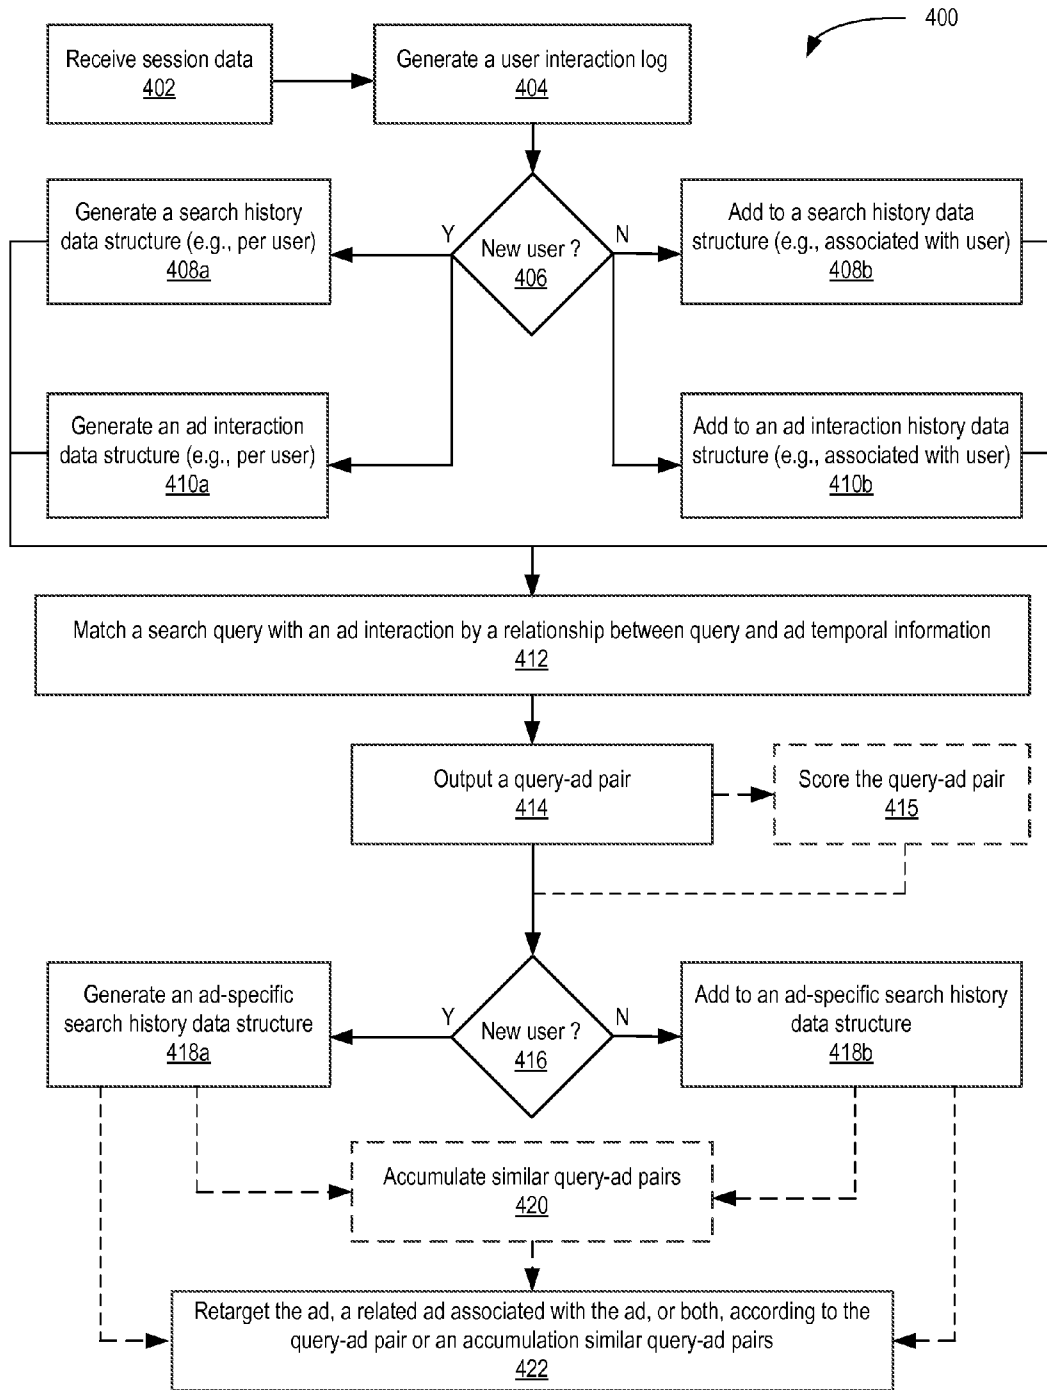 400
Receive session data
402
Generate a user interaction log
404
Generate a search history
data structure (e.g., per user)
408a
Y
New user ?
406
N
Add to a search history data
structure (e.g., associated with user)
408b
Generate an ad interaction
data structure (e.g., per user)
410a
Add to an ad interaction history data
structure (e.g., associated with user)
410b
Match a search query with an ad interaction by a relationship between query and ad temporal information
412
Output a query-ad pair
414
Score the query-ad pair
415
Generate an ad-specific
search history data structure
418a
Y
New user ?
416
N
Add to an ad-specific search history
data structure
418b
Accumulate similar query-ad pairs
420
Retarget the ad, a related ad associated with the ad, or both, according to the
query-ad pair or an accumulation similar query-ad pairs
422